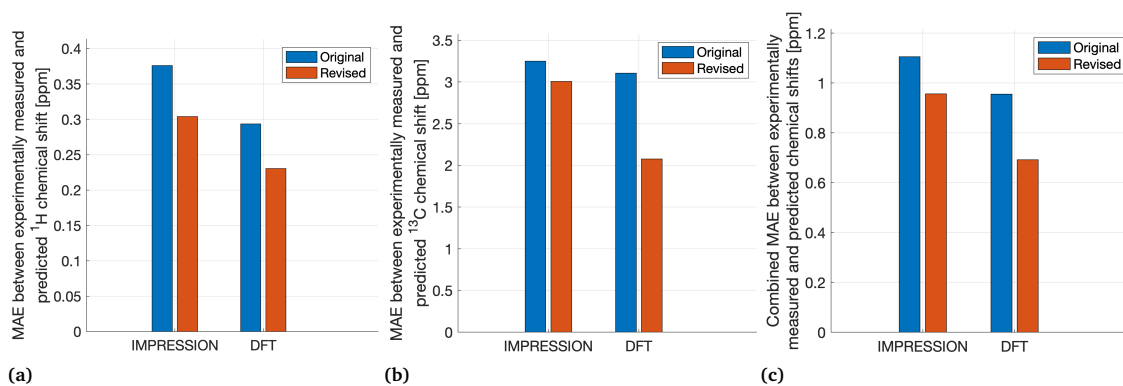 MAE between experimentally measured and
predicted ¹H chemical shift [ppm]
0.4
0.35
0.3
0.25
0.2
0.15
0.1
0.05
0
Original
Revised
IMPRESSION
DFT
(a)
MAE between experimentally measured and
predicted ¹³C chemical shift [ppm]
3.5
3
2.5
2
1.5
1
0.5
0
Original
Revised
IMPRESSION
DFT
(b)
Combined MAE between experimentally
measured and predicted chemical shifts [ppm]
1.2
1
0.8
0.6
0.4
0.2
0
Original
Revised
IMPRESSION
DFT
(c)